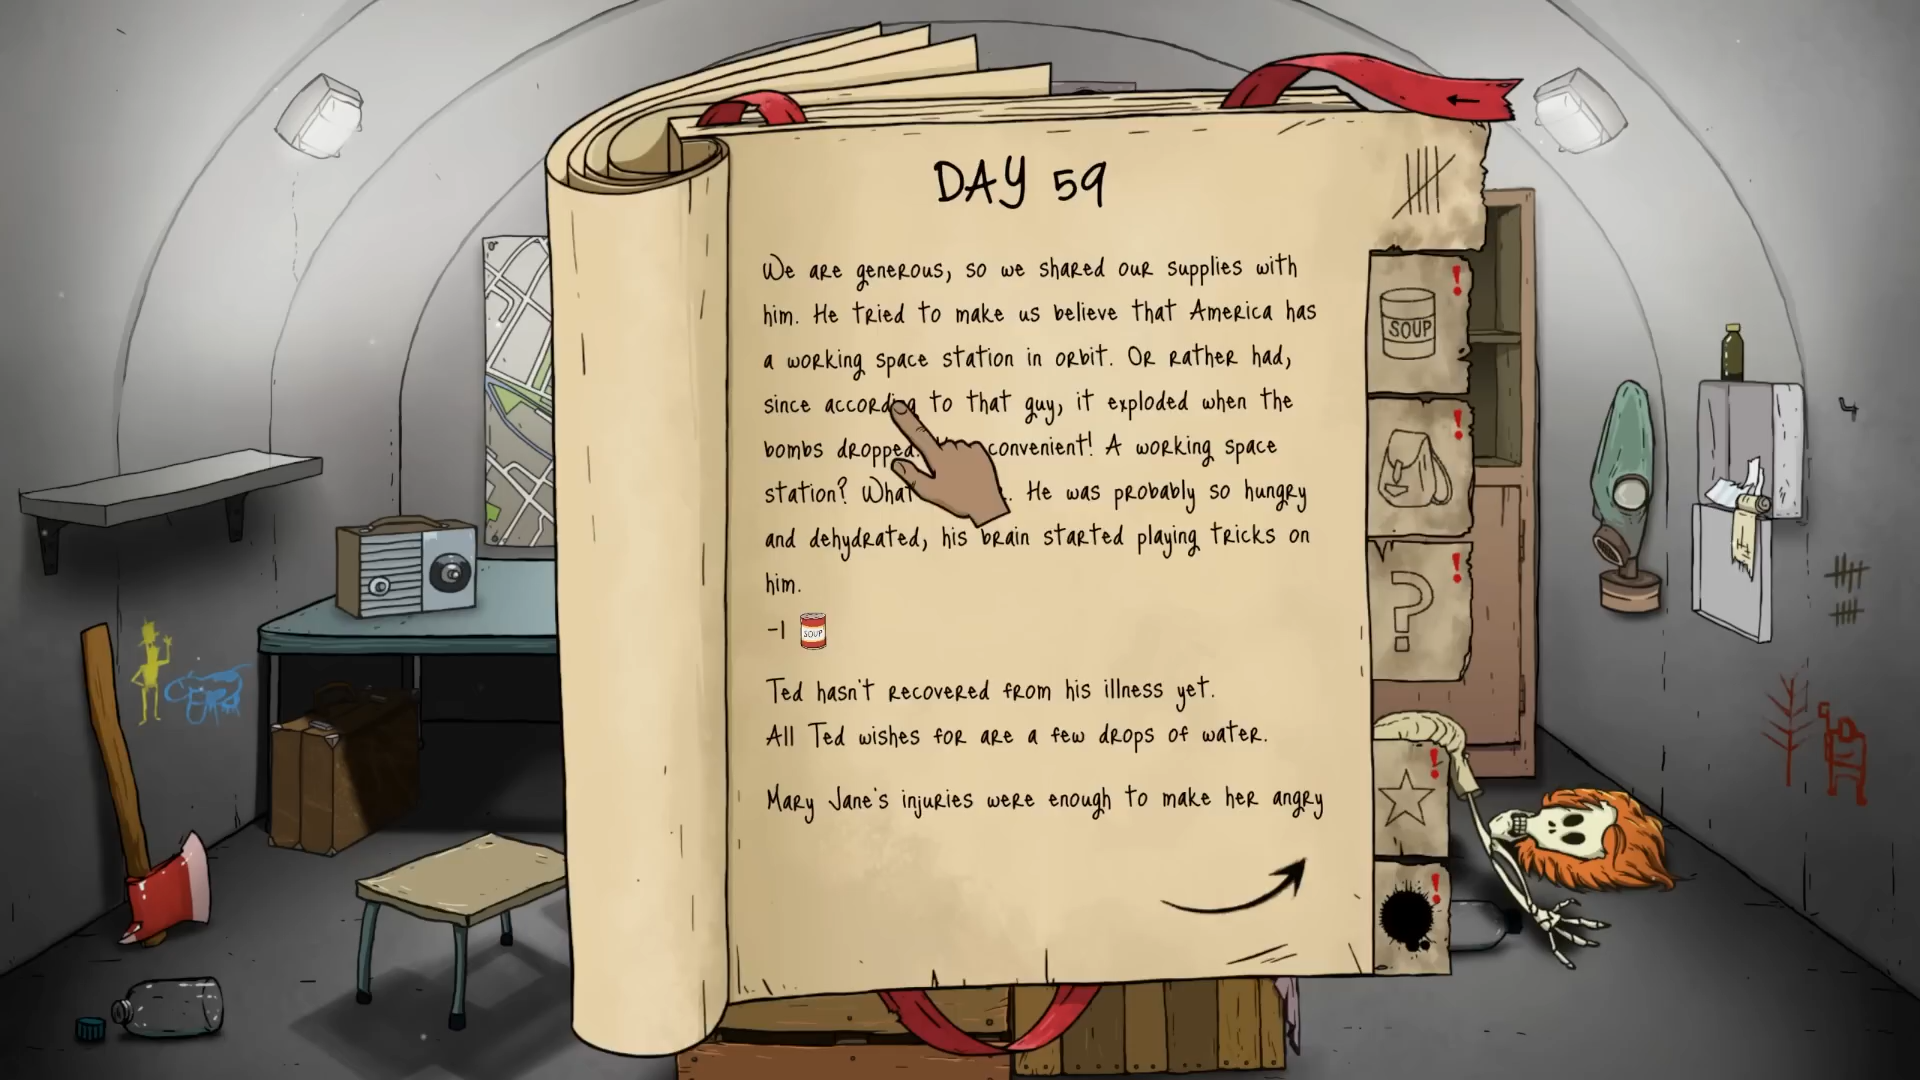 DAY 59
We are generous, so we shared our supplies with
him. He tried to make us believe that America has
a working space station in orbit. Or rather had,
since according to that guy, it exploded when the
bombs dropped. convenient! A working space
station? What He was probably so hungry
and dehydrated, his brain started playing tricks on
him.
-1 SOUP
Ted hasn't recovered from his illness yet.
All Ted wishes for are a few drops of water.
Mary Jane's injuries were enough to make her angry
!
SOUP
!
!
?
!
!